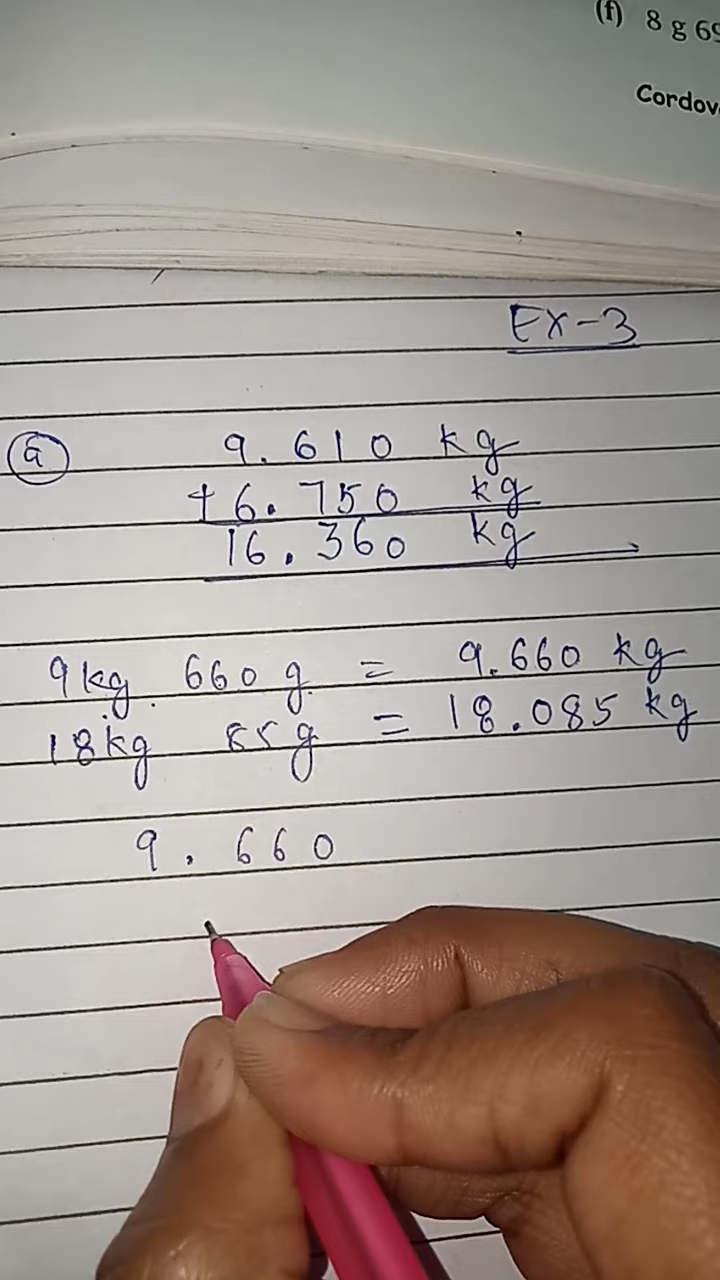 (f) 8 g 69
Cordov
Ex-3
(a) 9.610 kg
+6.750 kg
16.360 kg
9kg. 660 g. = 9.660 kg
18kg 85g = 18.085 kg
9.660